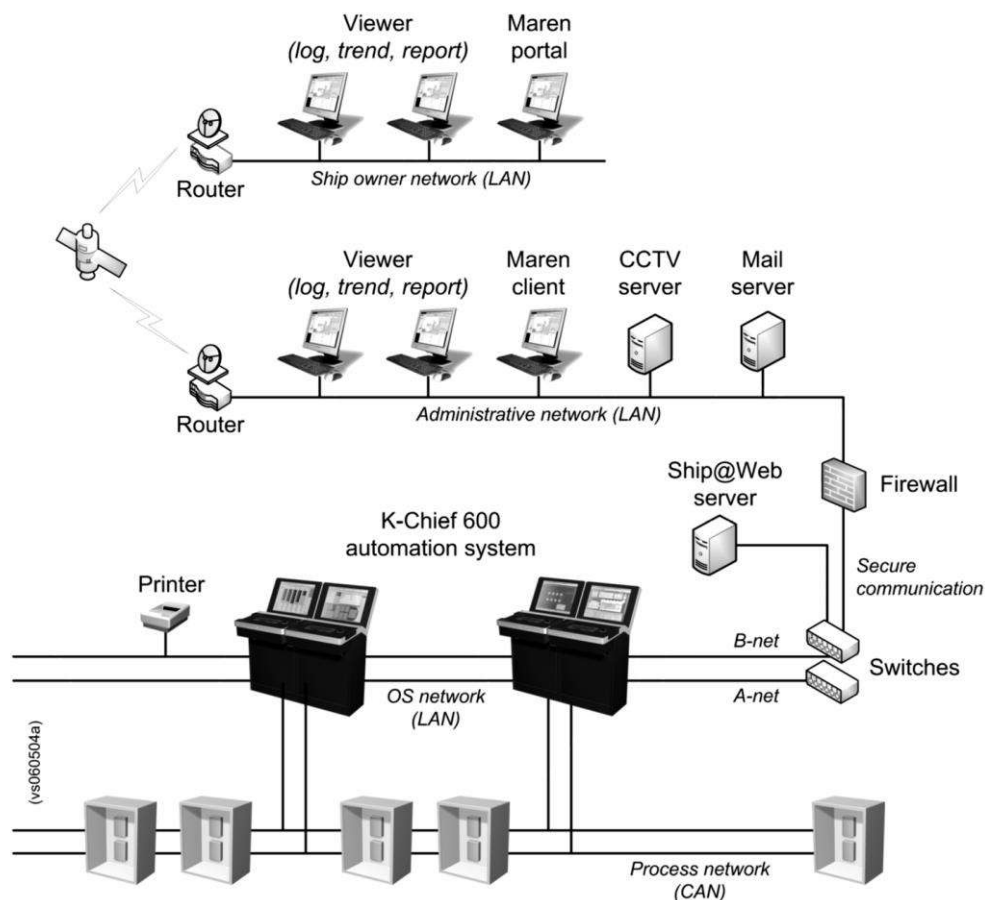 Viewer
(log, trend, report)
Maren
portal
Router
Ship owner network (LAN)
Viewer
(log, trend, report)
Maren
client
CCTV
server
Mail
server
Router
Administrative network (LAN)
Ship@Web
server
Firewall
K-Chief 600
automation system
Secure
communication
Printer
B-net
Switches
OS network
(LAN)
A-net
(vs060504a)
Process network
(CAN)